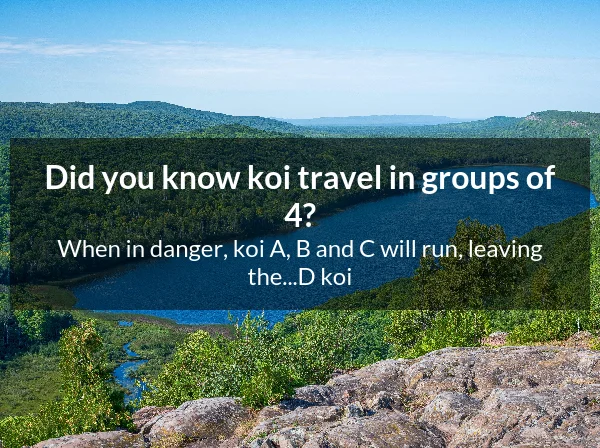 Did you know koi travel in groups of
4?
When in danger, koi A, B and C will run, leaving
the...D koi